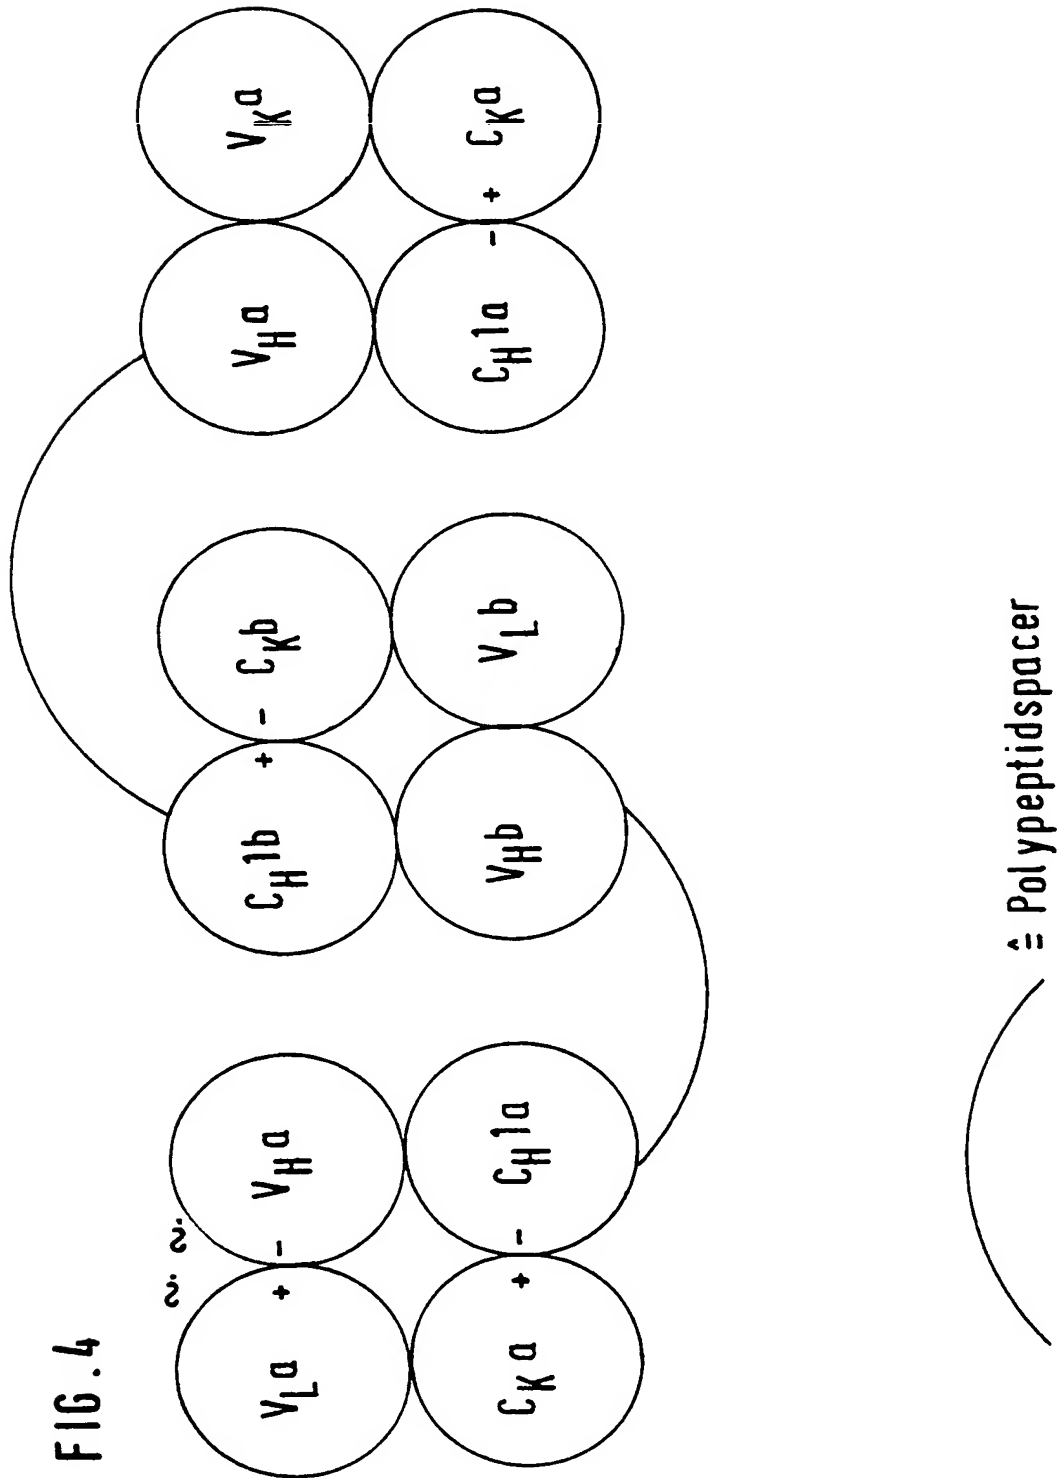 FIG.4
? ?
V_L a + - V_H a C_H 1b + - C_K b V_H a V_K a
C_K a + - C_H 1a V_H b V_L b C_H 1a - + C_K a
≙ Polypeptidspacer